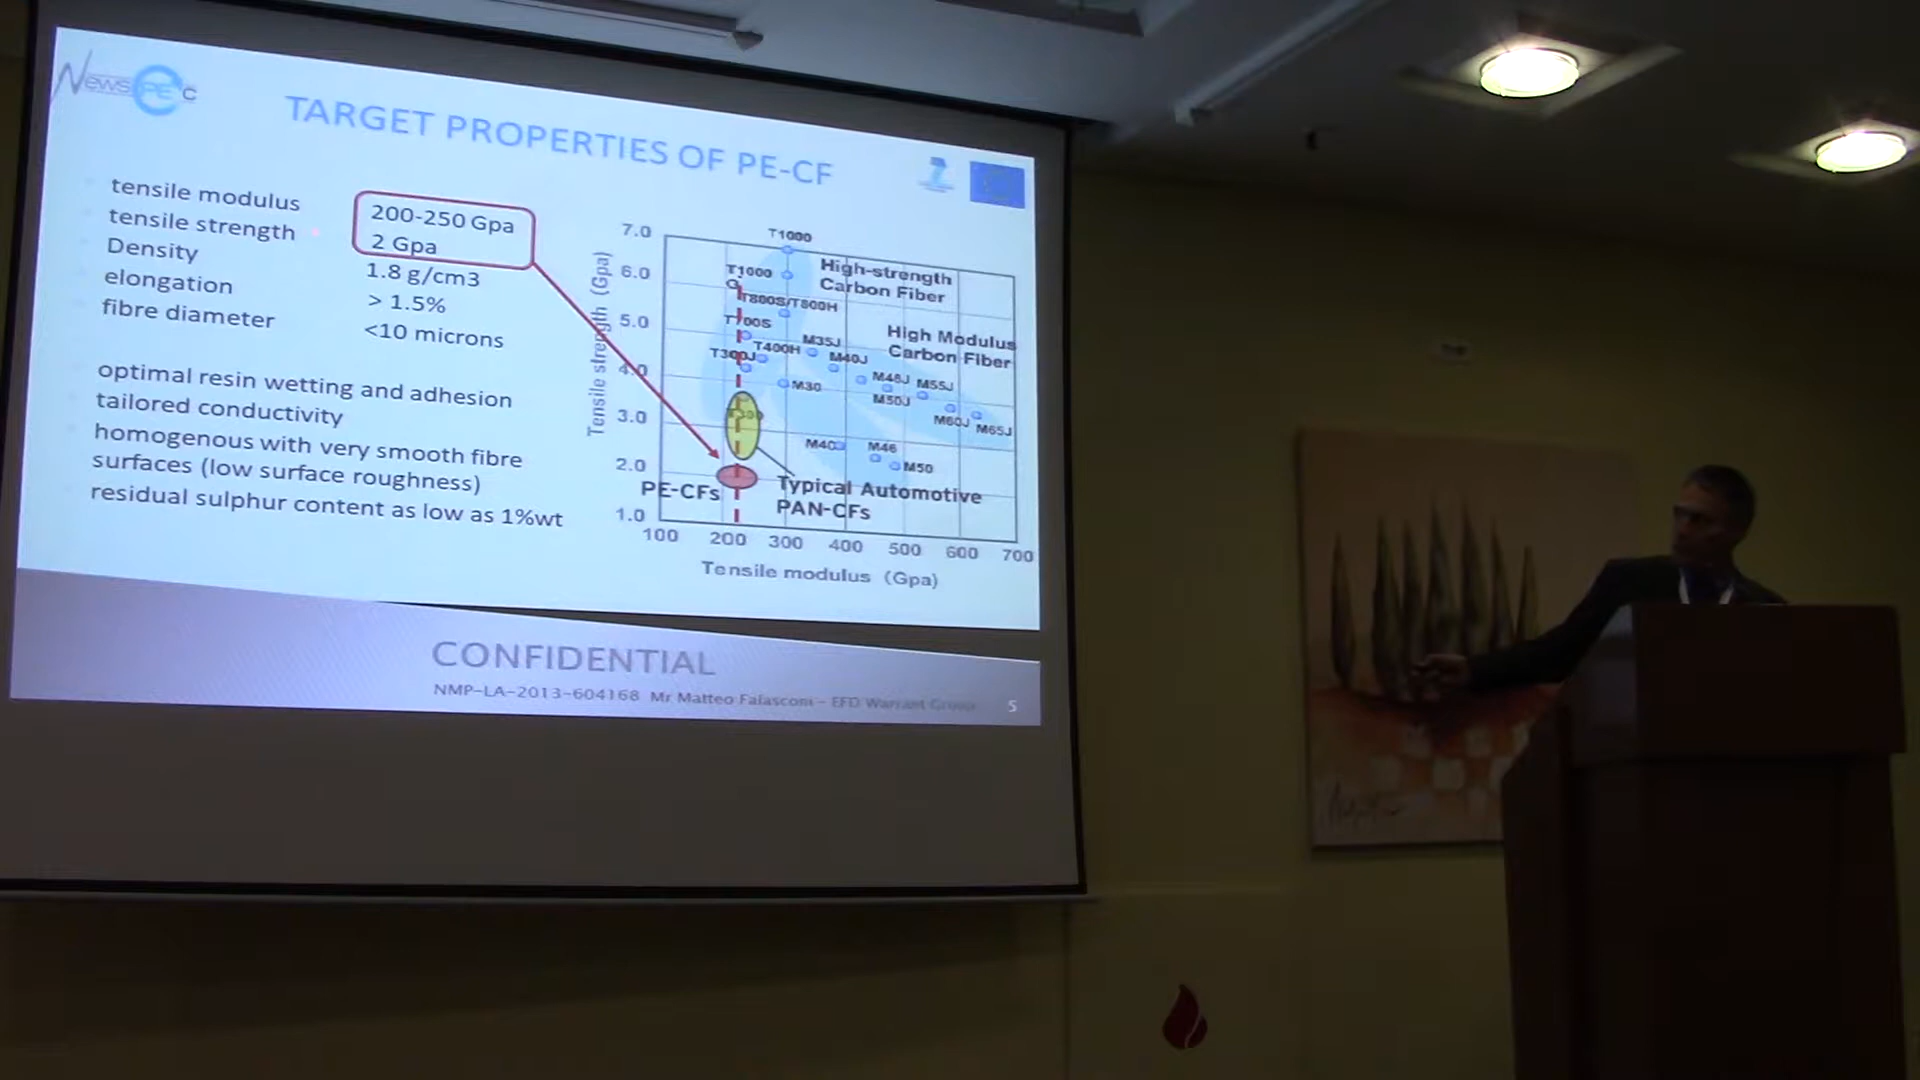 News PE C
TARGET PROPERTIES OF PE-CF
tensile modulus 200-250 Gpa
tensile strength 2 Gpa
Density 1.8 g/cm3
elongation > 1.5%
fibre diameter <10 microns
optimal resin wetting and adhesion
tailored conductivity
homogenous with very smooth fibre
surfaces (low surface roughness)
residual sulphur content as low as 1%wt
Tensile strength (Gpa)
7.0
6.0
5.0
4.0
3.0
2.0
1.0
T1000
T1000
G
High-strength
Carbon Fiber
T800S/T800H
T700S
M35J
High Modulus
Carbon Fiber
T400H
T300J
M40J
M30
M46J
M55J
M50J
M60J
M65J
M40
M46
M50
PE-CFs
Typical Automotive
PAN-CFs
100 200 300 400 500 600 700
Tensile modulus (Gpa)
CONFIDENTIAL
NMP-LA-2013-604168 Mr Matteo Falasconi - EFD Warrant Group 5